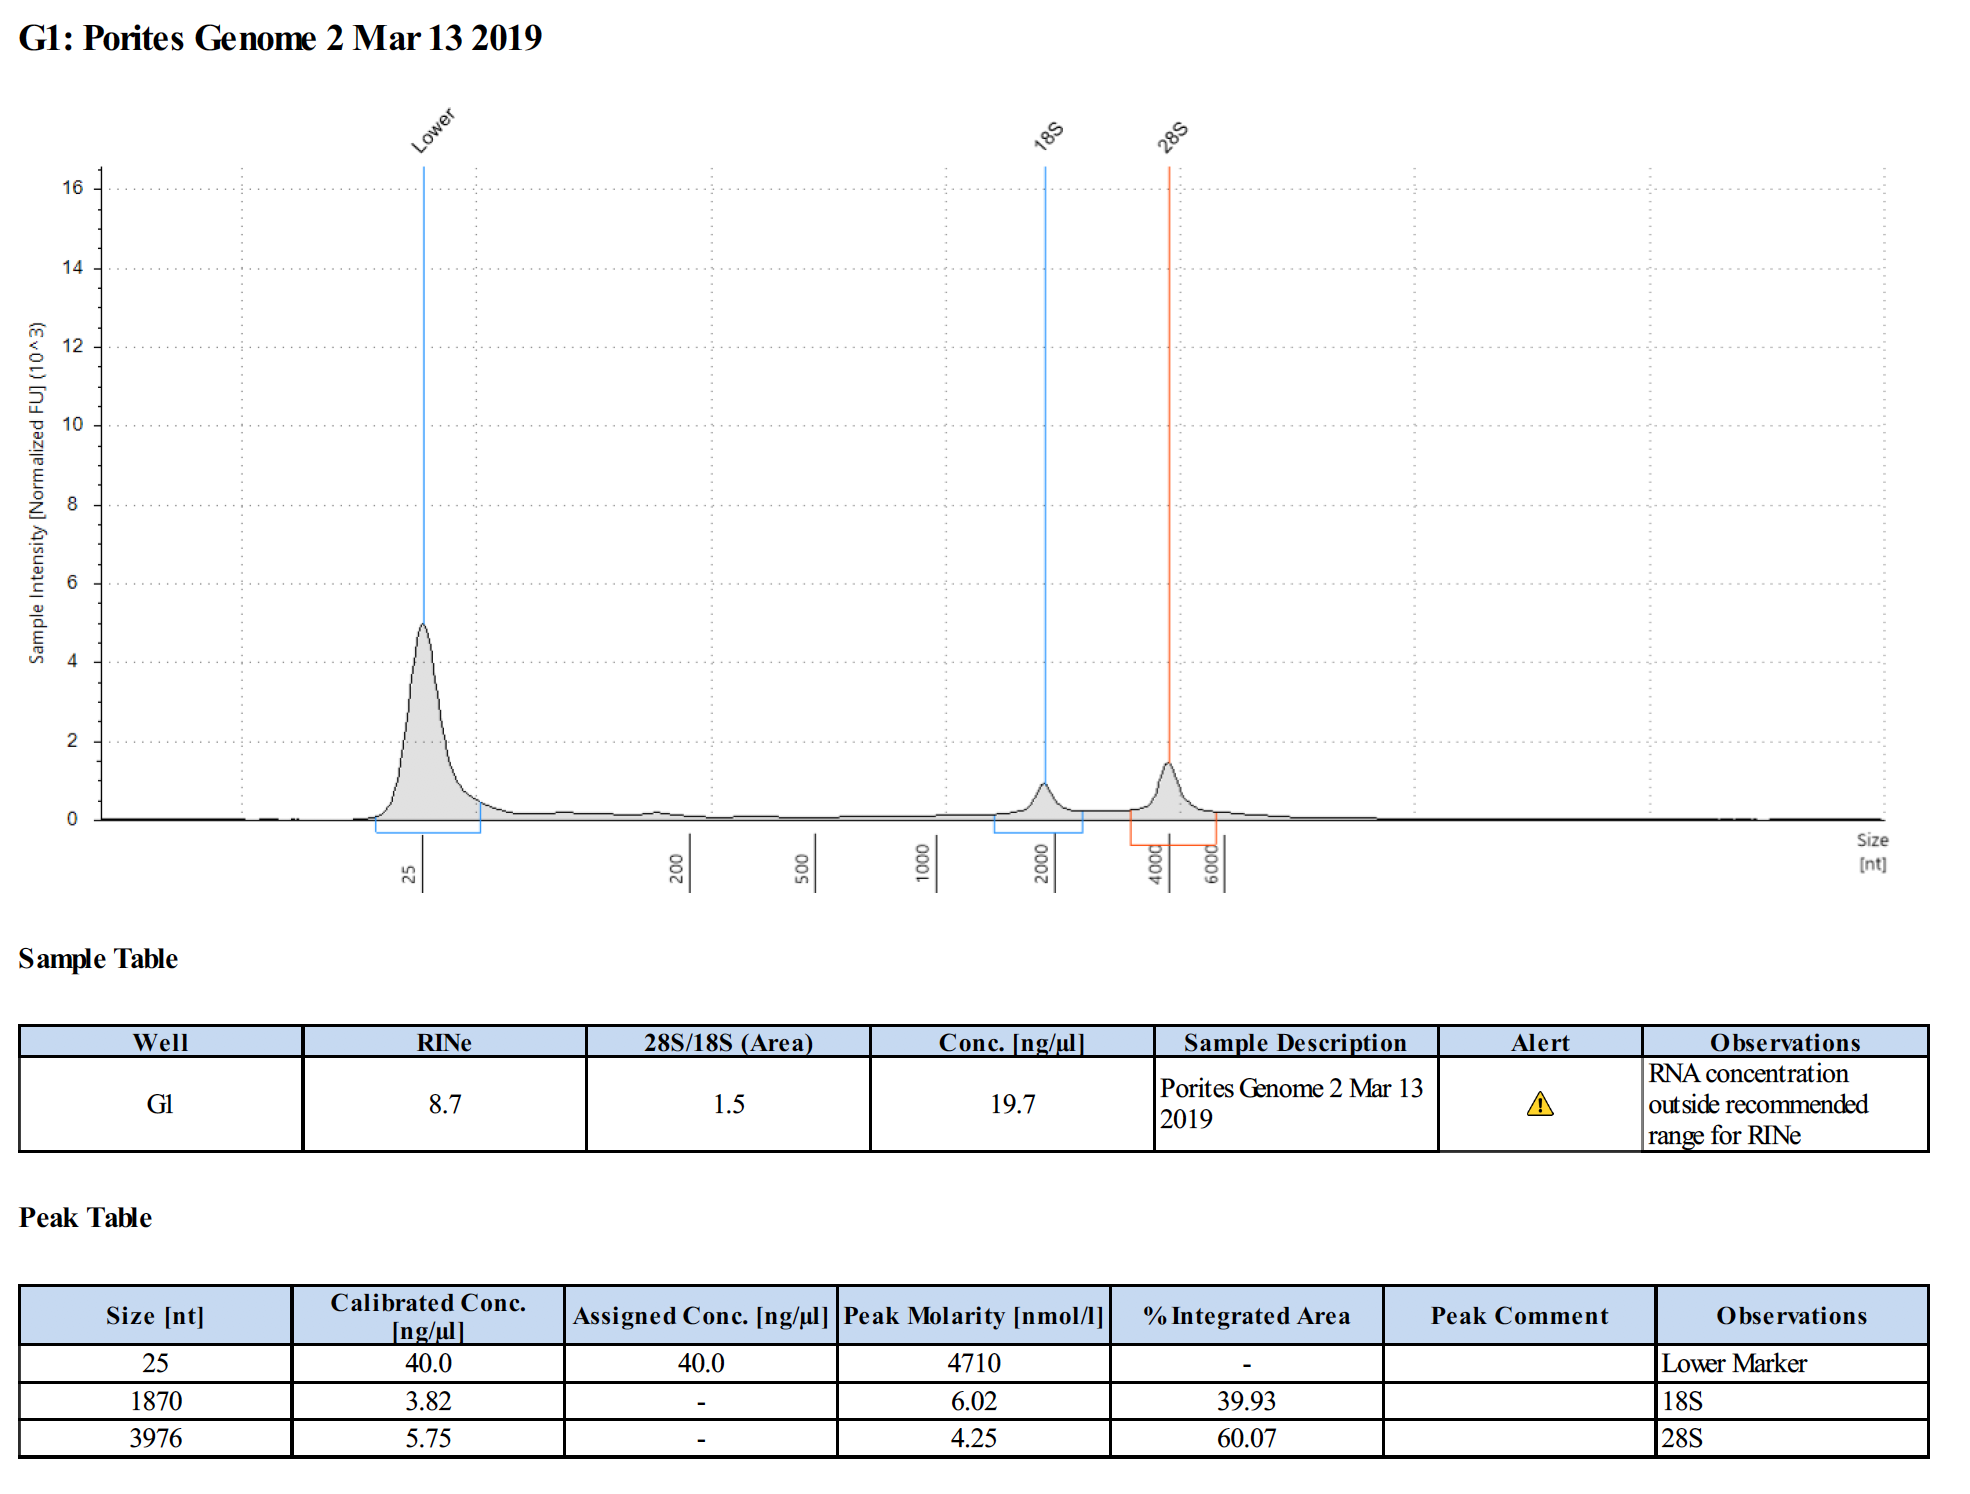 G1: Porites Genome 2 Mar 13 2019
Lower
18S
28S
Sample Intensity [Normalized FU] (10^3)
16
14
12
10
8
6
4
2
0
25
200
500
1000
2000
4000
6000
Size
[nt]
Sample Table
Well RINe 28S/18S (Area) Conc. [ng/µl] Sample Description Alert Observations
G1 8.7 1.5 19.7 Porites Genome 2 Mar 13
2019
RNA concentration
outside recommended
range for RINe
Peak Table
Size [nt] Calibrated Conc.
[ng/µl] Assigned Conc. [ng/µl] Peak Molarity [nmol/l] % Integrated Area Peak Comment Observations
25 40.0 40.0 4710 - Lower Marker
1870 3.82 - 6.02 39.93 18S
3976 5.75 - 4.25 60.07 28S